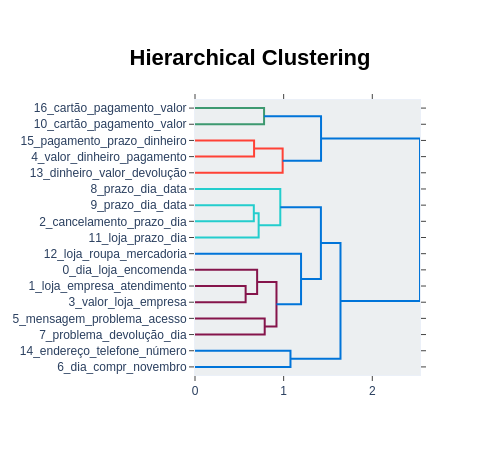 Hierarchical Clustering
16_cartão_pagamento_valor
10_cartão_pagamento_valor
15_pagamento_prazo_dinheiro
4_valor_dinheiro_pagamento
13_dinheiro_valor_devolução
8_prazo_dia_data
9_prazo_dia_data
2_cancelamento_prazo_dia
11_loja_prazo_dia
12_loja_roupa_mercadoria
0_dia_loja_encomenda
1_loja_empresa_atendimento
3_valor_loja_empresa
5_mensagem_problema_acesso
7_problema_devolução_dia
14_endereço_telefone_número
6_dia_compr_novembro
0 1 2